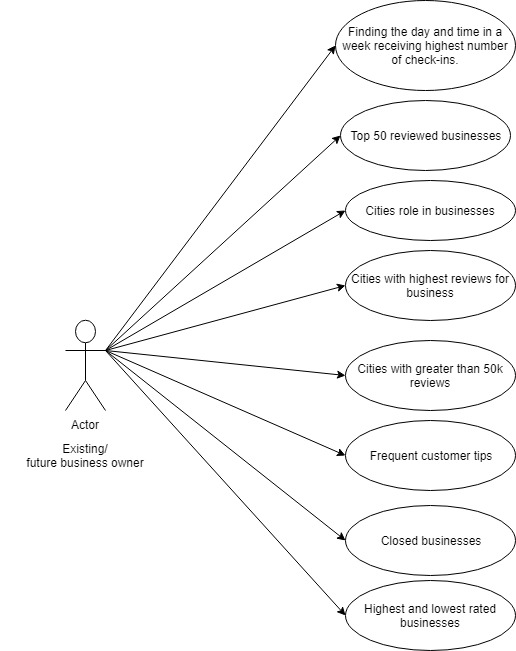 Finding the day and time in a
week receiving highest number
of check-ins.
Top 50 reviewed businesses
Cities role in businesses
Cities with highest reviews for
business
Cities with greater than 50k
reviews
Actor
Existing/
future business owner
Frequent customer tips
Closed businesses
Highest and lowest rated
businesses